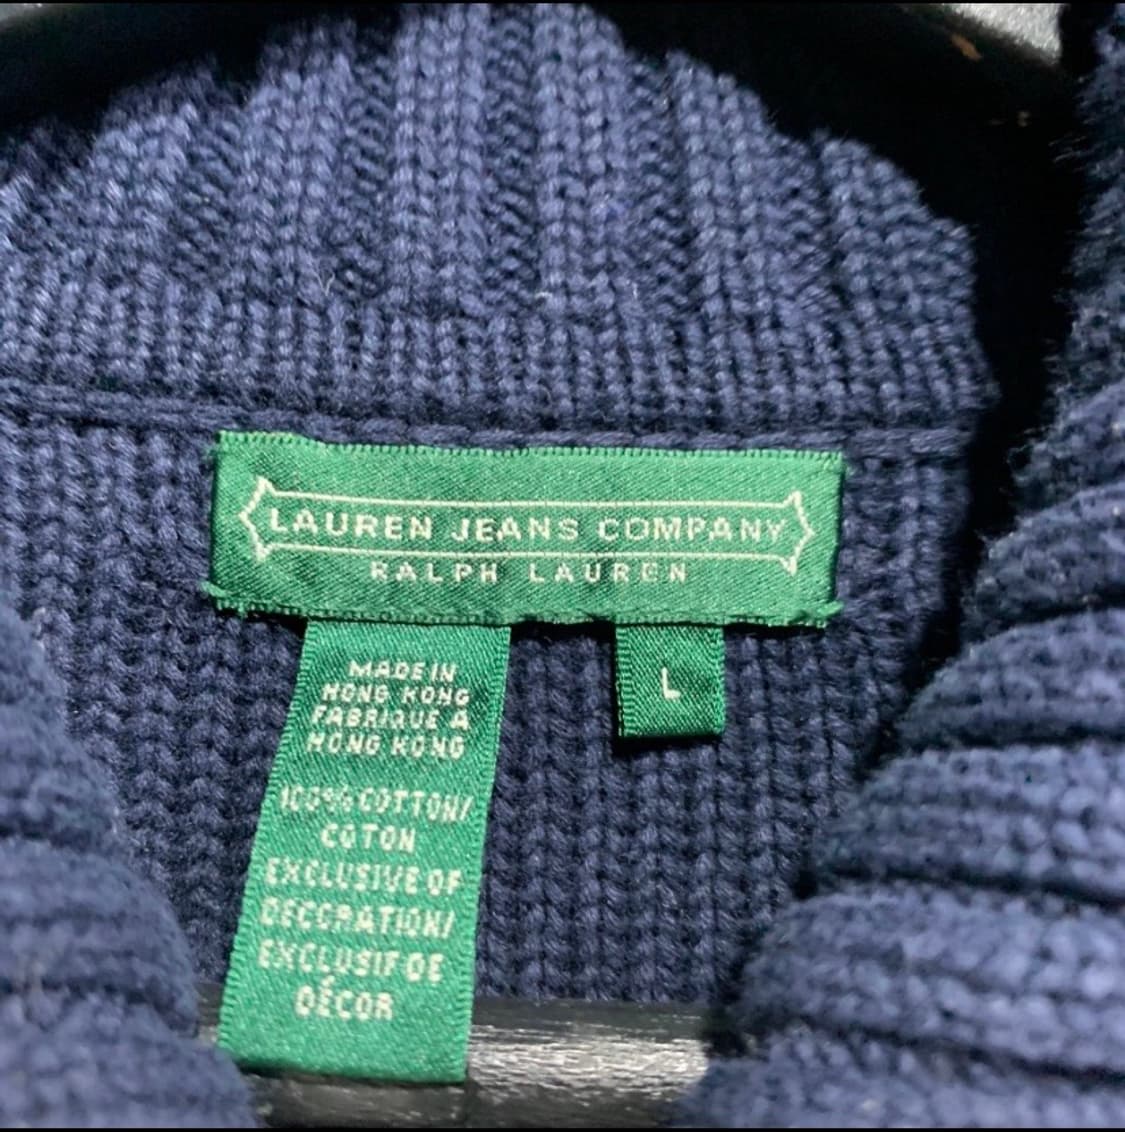 LAUREN JEANS COMPANY
RALPH LAUREN
MADE IN
HONG KONG
FABRIQUE A
HONG KONG
L
100% COTTON/
COTON
EXCLUSIVE OF
DECORATION/
EXCLUSIF DE
DÉCOR